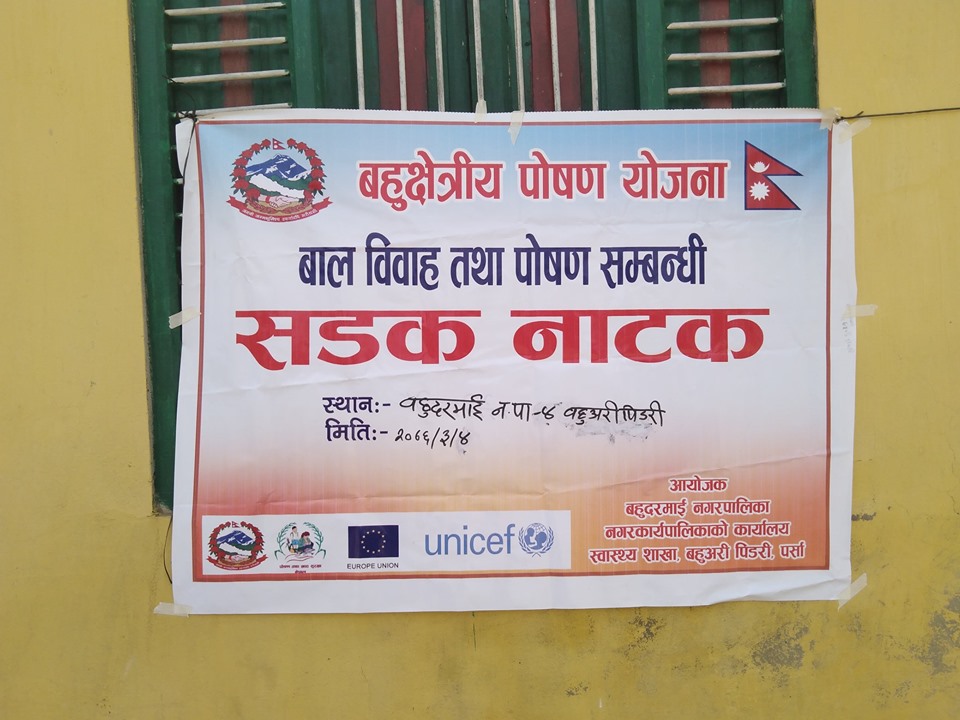 बहुक्षेत्रीय पोषण योजना
बाल विवाह तथा पोषण सम्बन्धी
सडक नाटक
स्थान:- बहुदरमाई न.पा-४ बहुअरी पिडरी
मिति:- २०७६/३/४
आयोजक
बहुदरमाई नगरपालिका
नगरकार्यपालिकाको कार्यालय
स्वास्थ्य शाखा, बहुअरी पिडरी, पर्सा
EUROPE UNION
unicef